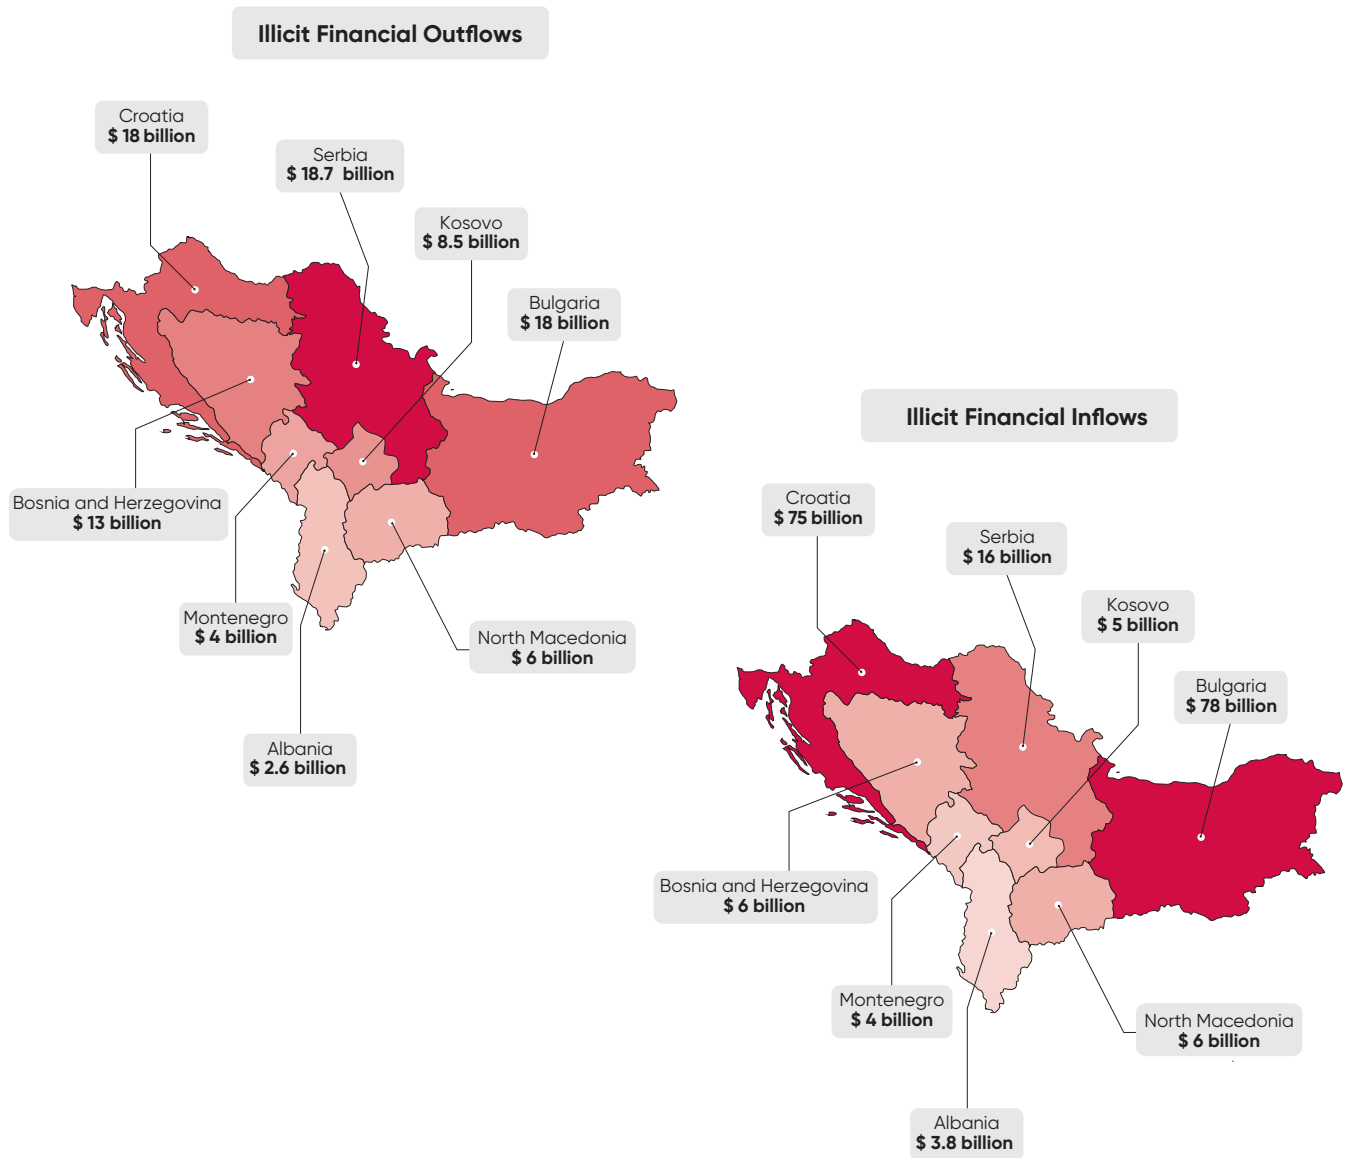 Illicit Financial Outflows
Croatia
$ 18 billion
Serbia
$ 18.7 billion
Kosovo
$ 8.5 billion
Bulgaria
$ 18 billion
Bosnia and Herzegovina
$ 13 billion
Montenegro
$ 4 billion
North Macedonia
$ 6 billion
Albania
$ 2.6 billion
Illicit Financial Inflows
Croatia
$ 75 billion
Serbia
$ 16 billion
Kosovo
$ 5 billion
Bulgaria
$ 78 billion
Bosnia and Herzegovina
$ 6 billion
Montenegro
$ 4 billion
North Macedonia
$ 6 billion
Albania
$ 3.8 billion